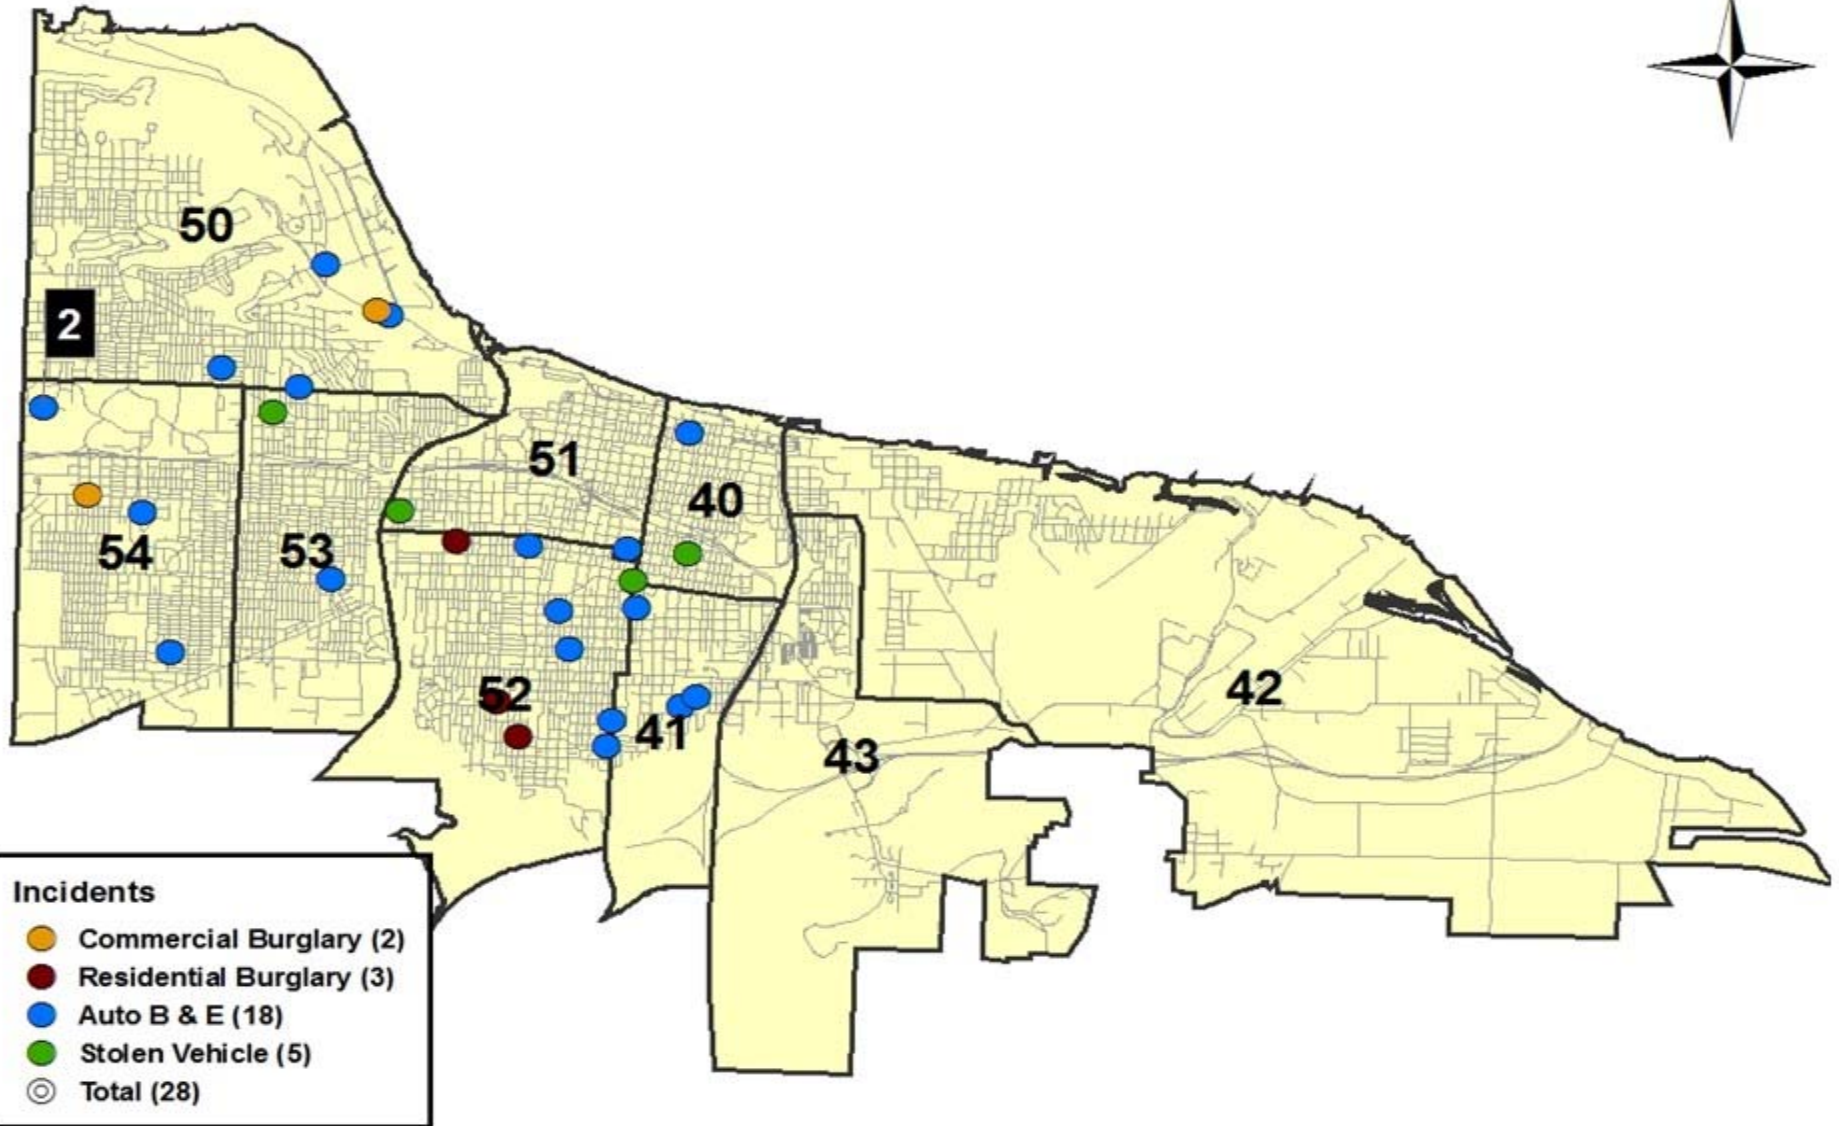 50
2
51
40
54
53
52
41
42
43
Incidents
Commercial Burglary (2)
Residential Burglary (3)
Auto B & E (18)
Stolen Vehicle (5)
Total (28)